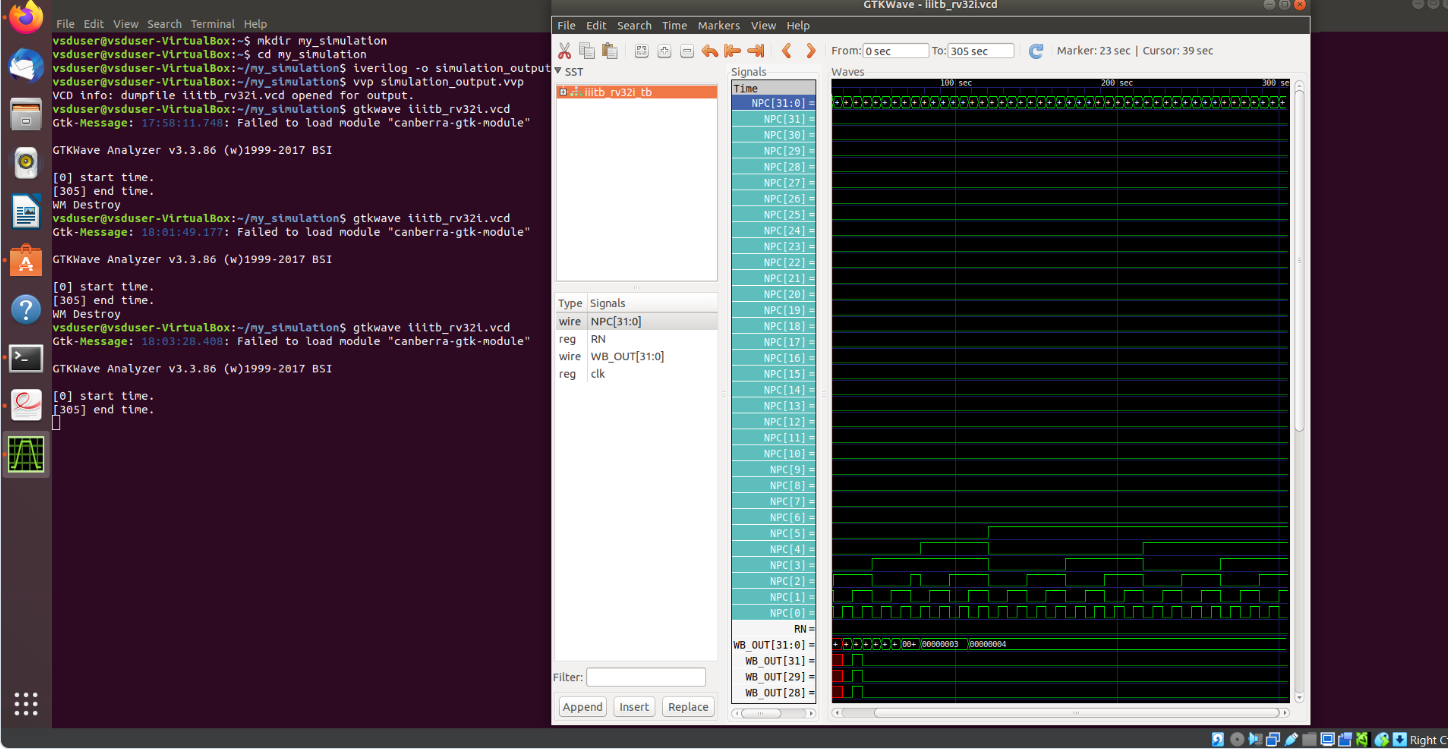 File Edit View Search Terminal Help
vsduser@vsduser-VirtualBox:~$ mkdir my_simulation
vsduser@vsduser-VirtualBox:~$ cd my_simulation
vsduser@vsduser-VirtualBox:~/my_simulation$ iverilog -o simulation_output
vsduser@vsduser-VirtualBox:~/my_simulation$ vvp simulation_output.vvp
VCD info: dumpfile iiitb_rv32i.vcd opened for output.
vsduser@vsduser-VirtualBox:~/my_simulation$ gtkwave iiitb_rv32i.vcd
Gtk-Message: 17:58:11.748: Failed to load module "canberra-gtk-module"
GTKWave Analyzer v3.3.86 (w)1999-2017 BSI
[0] start time.
[305] end time.
WM Destroy
vsduser@vsduser-VirtualBox:~/my_simulation$ gtkwave iiitb_rv32i.vcd
Gtk-Message: 18:01:49.177: Failed to load module "canberra-gtk-module"
GTKWave Analyzer v3.3.86 (w)1999-2017 BSI
[0] start time.
[305] end time.
WM Destroy
vsduser@vsduser-VirtualBox:~/my_simulation$ gtkwave iiitb_rv32i.vcd
Gtk-Message: 18:03:28.408: Failed to load module "canberra-gtk-module"
GTKWave Analyzer v3.3.86 (w)1999-2017 BSI
[0] start time.
[305] end time.
GTKWave - iiitb_rv32i.vcd
File Edit Search Time Markers View Help
From: 0 sec To: 305 sec Marker: 23 sec | Cursor: 39 sec
SST
iiitb_rv32i_tb
Type Signals
wire NPC[31:0]
reg RN
wire WB_OUT[31:0]
reg clk
Filter:
Append Insert Replace
Signals
Time
NPC[31:0] =
NPC[31] =
NPC[30] =
NPC[29] =
NPC[28] =
NPC[27] =
NPC[26] =
NPC[25] =
NPC[24] =
NPC[23] =
NPC[22] =
NPC[21] =
NPC[20] =
NPC[19] =
NPC[18] =
NPC[17] =
NPC[16] =
NPC[15] =
NPC[14] =
NPC[13] =
NPC[12] =
NPC[11] =
NPC[10] =
NPC[9] =
NPC[8] =
NPC[7] =
NPC[6] =
NPC[5] =
NPC[4] =
NPC[3] =
NPC[2] =
NPC[1] =
NPC[0] =
RN =
WB_OUT[31:0] =
WB_OUT[31] =
WB_OUT[29] =
WB_OUT[28] =
Waves
100 sec 200 sec 300 se
00+ 00000003 00000004
Right C